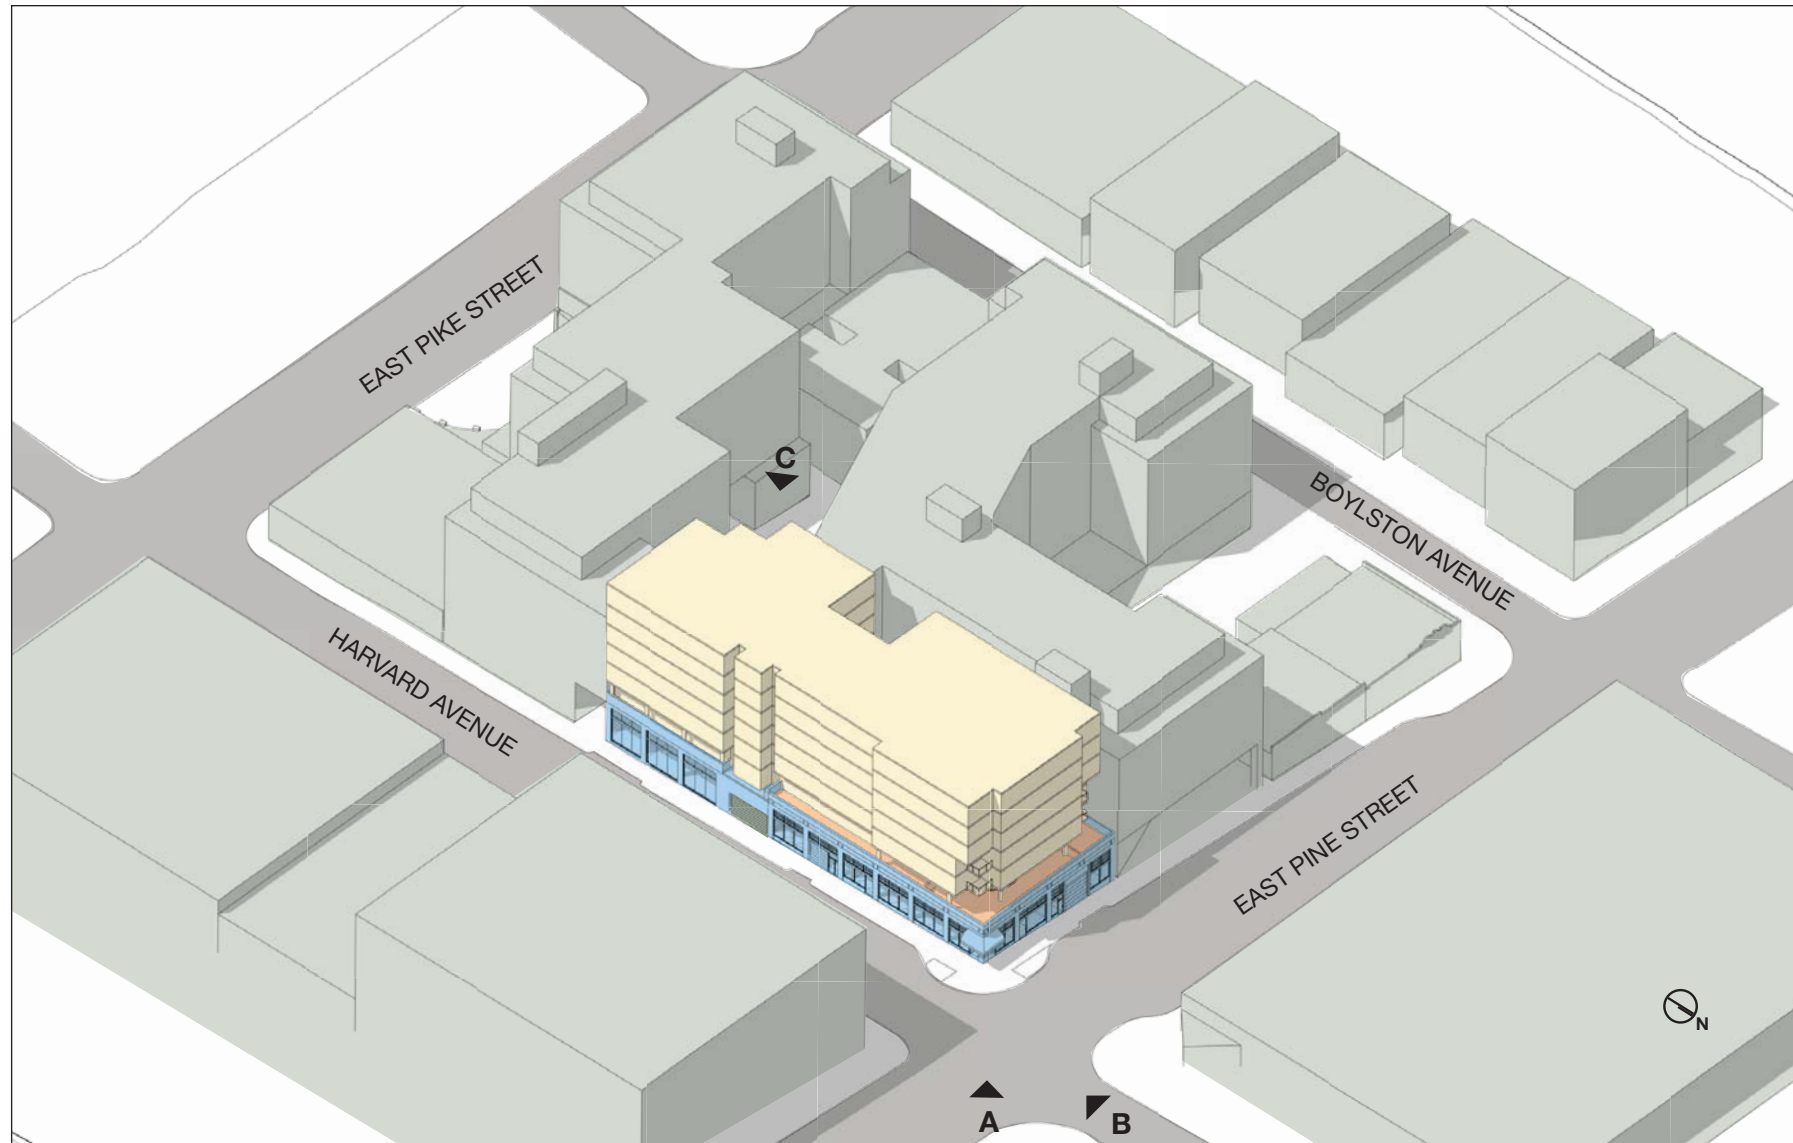 EAST PIKE STREET
C
BOYLSTON AVENUE
HARVARD AVENUE
EAST PINE STREET
N
A
B